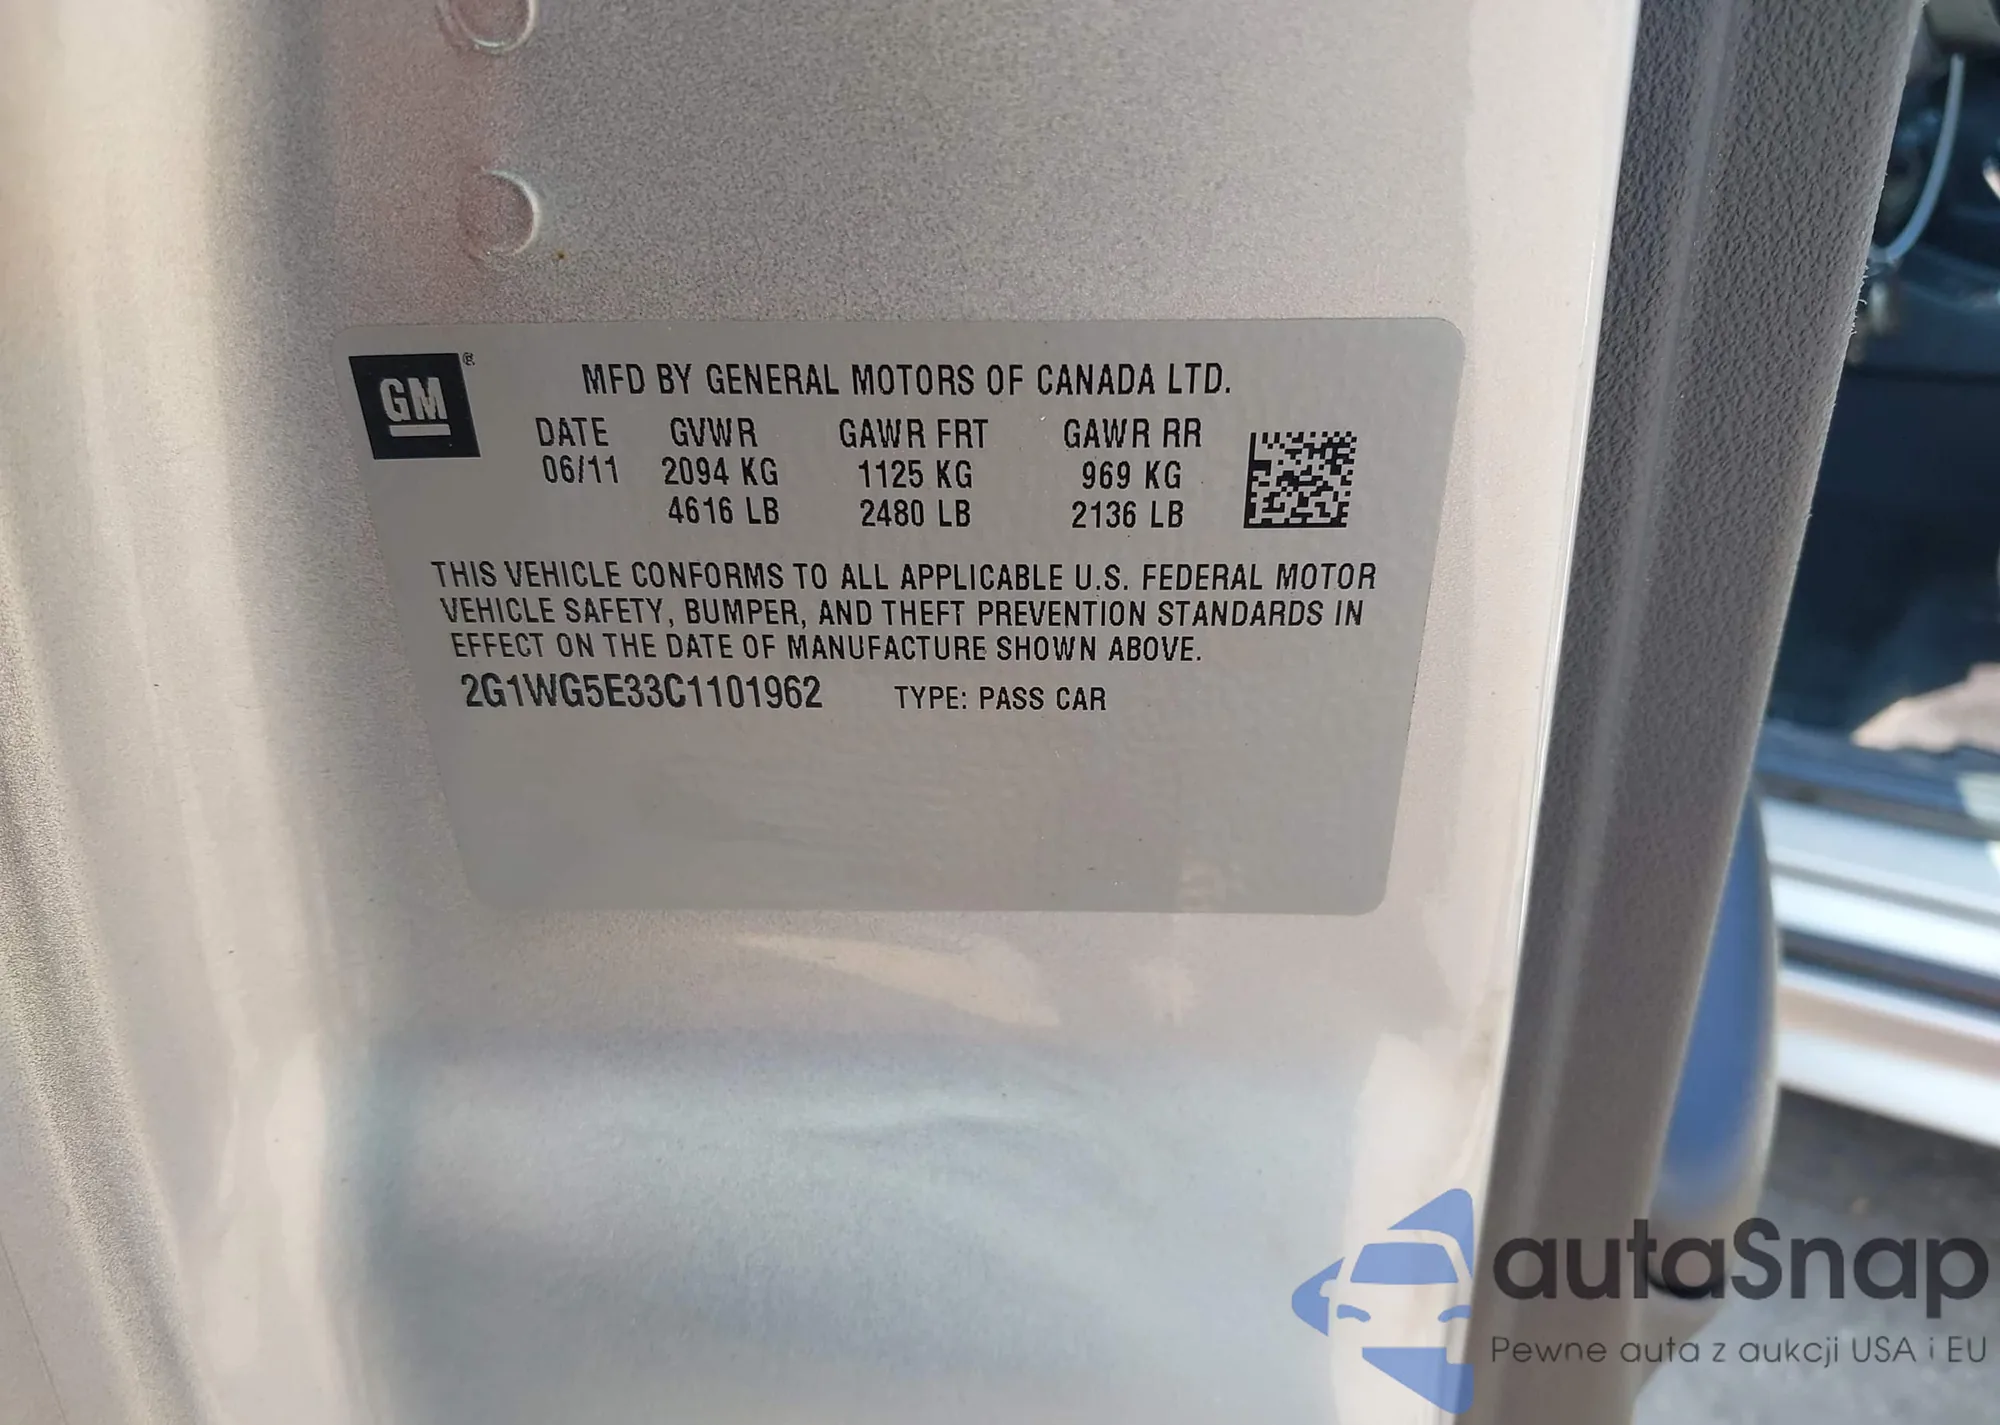 GM ®
MFD BY GENERAL MOTORS OF CANADA LTD.
DATE GVWR GAWR FRT GAWR RR
06/11 2094 KG 1125 KG 969 KG
4616 LB 2480 LB 2136 LB
THIS VEHICLE CONFORMS TO ALL APPLICABLE U.S. FEDERAL MOTOR
VEHICLE SAFETY, BUMPER, AND THEFT PREVENTION STANDARDS IN
EFFECT ON THE DATE OF MANUFACTURE SHOWN ABOVE.
2G1WG5E33C1101962 TYPE: PASS CAR
autaSnap
Pewne auta z aukcji USA i EU